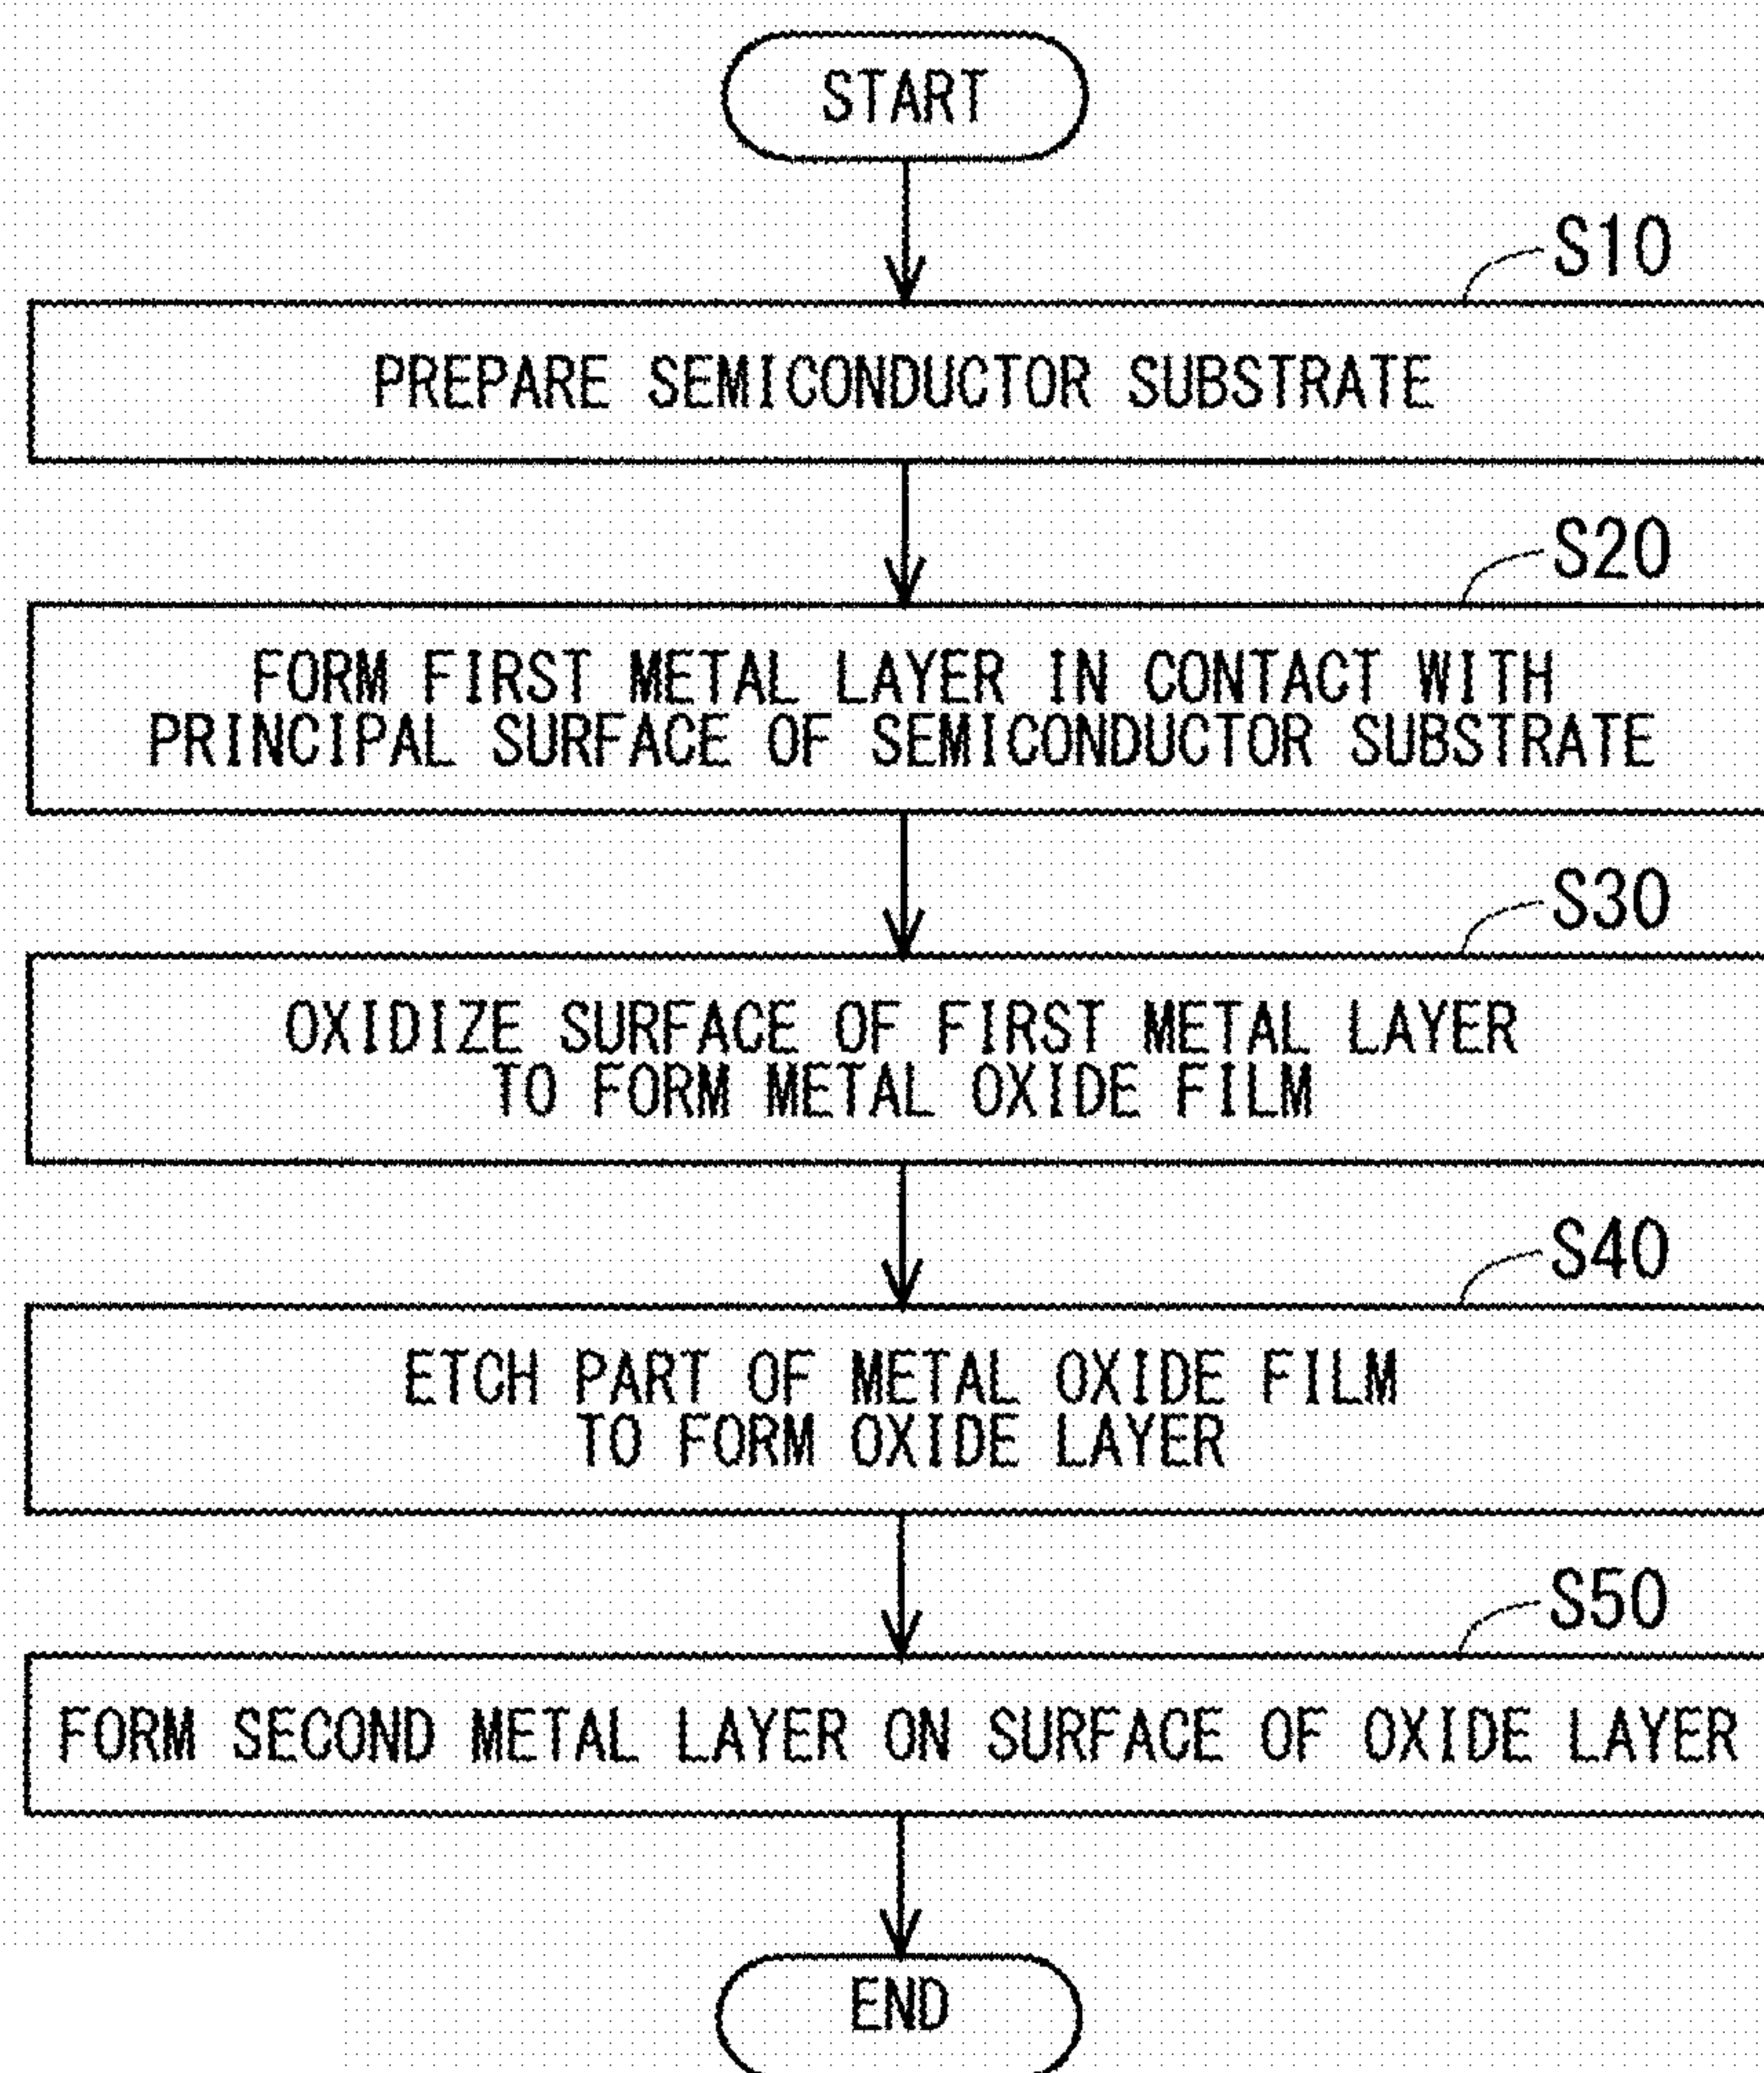 START
S10
PREPARE SEMICONDUCTOR SUBSTRATE
S20
FORM FIRST METAL LAYER IN CONTACT WITH
PRINCIPAL SURFACE OF SEMICONDUCTOR SUBSTRATE
S30
OXIDIZE SURFACE OF FIRST METAL LAYER
TO FORM METAL OXIDE FILM
S40
ETCH PART OF METAL OXIDE FILM
TO FORM OXIDE LAYER
S50
FORM SECOND METAL LAYER ON SURFACE OF OXIDE LAYER
END